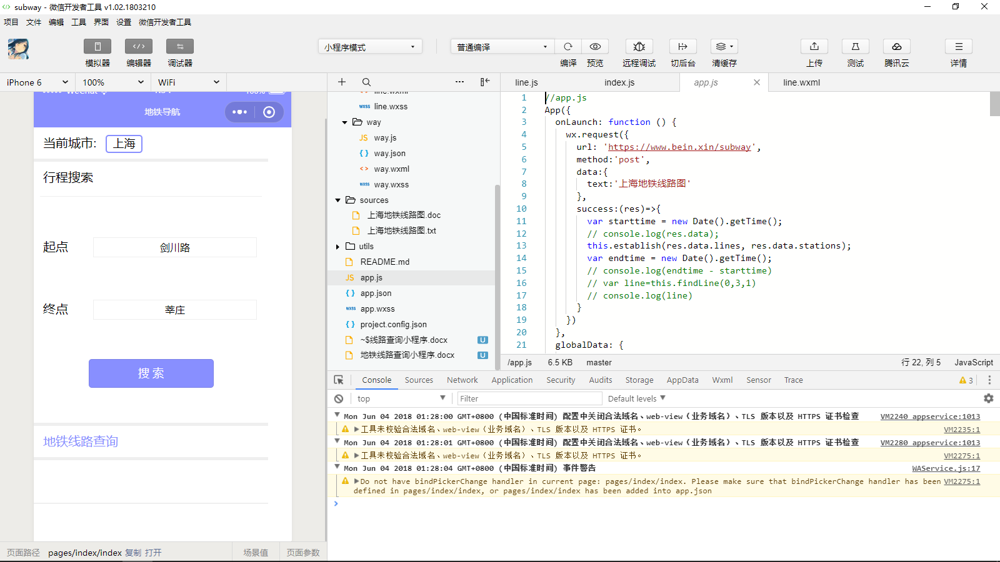 subway - 微信开发者工具 v1.02.1803210
项目 文件 编辑 工具 界面 设置 微信开发者工具
模拟器 编辑器 调试器
小程序模式 普通编译
编译 预览 远程调试 切后台 清缓存 上传 测试 腾讯云 详情
iPhone 6 100% WiFi
地铁导航
当前城市: 上海
行程搜索
起点 剑川路
终点 莘庄
搜 索
地铁线路查询
页面路径 pages/index/index 复制 打开 场景值 页面参数
line.wxml
line.wxss
way
way.js
way.json
way.wxml
way.wxss
sources
上海地铁线路图.doc
上海地铁线路图.txt
utils
README.md
JS app.js
app.json
wxss app.wxss
project.config.json
~$线路查询小程序.docx U
地铁线路查询小程序.docx U
line.js index.js app.js line.wxml
1 //app.js
2 App({
3 onLaunch: function () {
4 wx.request({
5 url: 'https://www.bein.xin/subway',
6 method:'post',
7 data:{
8 text:'上海地铁线路图'
9 },
10 success:(res)=>{
11 var starttime = new Date().getTime();
12 // console.log(res.data);
13 this.establish(res.data.lines, res.data.stations);
14 var endtime = new Date().getTime();
15 // console.log(endtime - starttime)
16 // var line=this.findLine(0,3,1)
17 // console.log(line)
18 }
19 })
20 },
21 globalData: {
/app.js 6.5 KB master 行 22, 列 5 JavaScript
Console Sources Network Application Security Audits Storage AppData Wxml Sensor Trace 3
top Filter Default levels
Mon Jun 04 2018 01:28:00 GMT+0800 (中国标准时间) 配置中关闭合法域名、web-view（业务域名）、TLS 版本以及 HTTPS 证书检查 VM2240 appservice:1013
工具未校验合法域名、web-view（业务域名）、TLS 版本以及 HTTPS 证书。 VM2235:1
Mon Jun 04 2018 01:28:01 GMT+0800 (中国标准时间) 配置中关闭合法域名、web-view（业务域名）、TLS 版本以及 HTTPS 证书检查 VM2280 appservice:1013
工具未校验合法域名、web-view（业务域名）、TLS 版本以及 HTTPS 证书。 VM2275:1
Mon Jun 04 2018 01:28:04 GMT+0800 (中国标准时间) 事件警告 WAService.js:17
Do not have bindPickerChange handler in current page: pages/index/index. Please make sure that bindPickerChange handler has been VM2275:1
defined in pages/index/index, or pages/index/index has been added into app.json